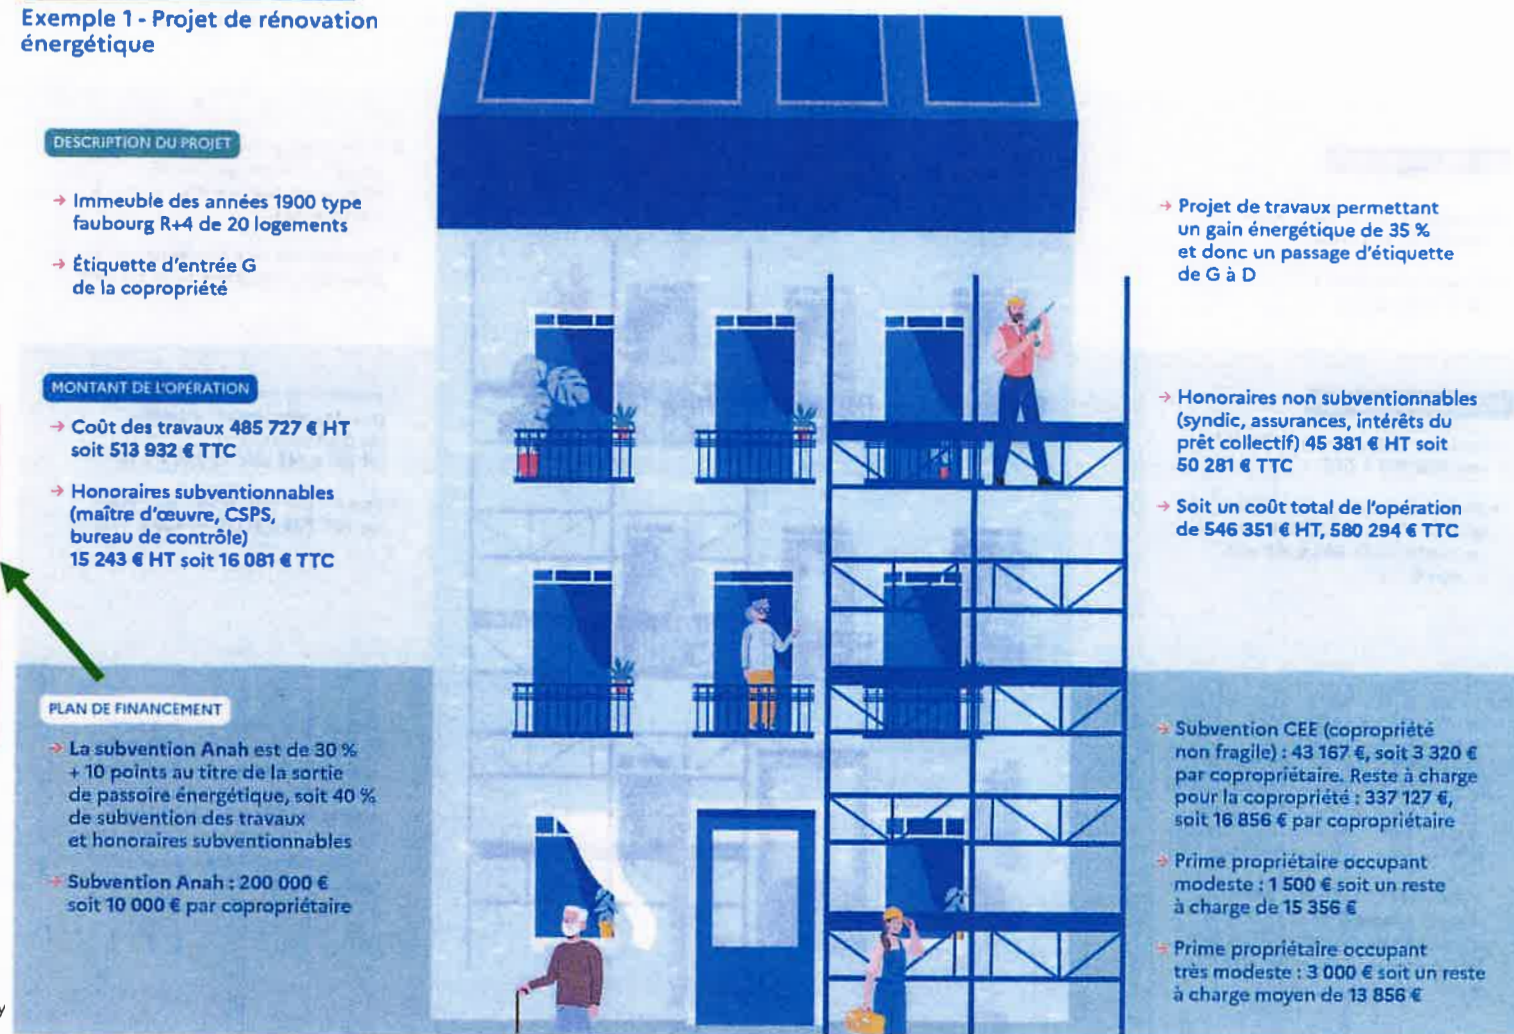 Exemple 1 - Projet de rénovation
énergétique
DESCRIPTION DU PROJET
→ Immeuble des années 1900 type
faubourg R+4 de 20 logements
→ Étiquette d'entrée G
de la copropriété
→ Projet de travaux permettant
un gain énergétique de 35 %
et donc un passage d'étiquette
de G à D
MONTANT DE L'OPÉRATION
→ Coût des travaux 485 727 € HT
soit 513 932 € TTC
→ Honoraires subventionnables
(maître d'œuvre, CSPS,
bureau de contrôle)
15 243 € HT soit 16 081 € TTC
→ Honoraires non subventionnables
(syndic, assurances, intérêts du
prêt collectif) 45 381 € HT soit
50 281 € TTC
→ Soit un coût total de l'opération
de 546 351 € HT, 580 294 € TTC
PLAN DE FINANCEMENT
→ La subvention Anah est de 30 %
+ 10 points au titre de la sortie
de passoire énergétique, soit 40 %
de subvention des travaux
et honoraires subventionnables
→ Subvention Anah : 200 000 €
soit 10 000 € par copropriétaire
→ Subvention CEE (copropriété
non fragile) : 43 167 €, soit 3 320 €
par copropriétaire. Reste à charge
pour la copropriété : 337 127 €,
soit 16 856 € par copropriétaire
→ Prime propriétaire occupant
modeste : 1 500 € soit un reste
à charge de 15 356 €
→ Prime propriétaire occupant
très modeste : 3 000 € soit un reste
à charge moyen de 13 856 €